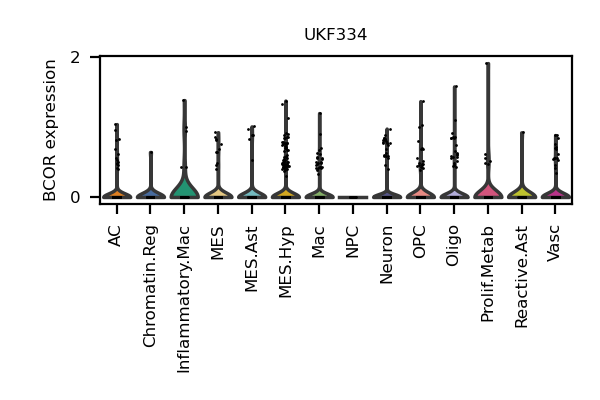 UKF334
BCOR expression
2
0
AC
Chromatin.Reg
Inflammatory.Mac
MES
MES.Ast
MES.Hyp
Mac
NPC
Neuron
OPC
Oligo
Prolif.Metab
Reactive.Ast
Vasc